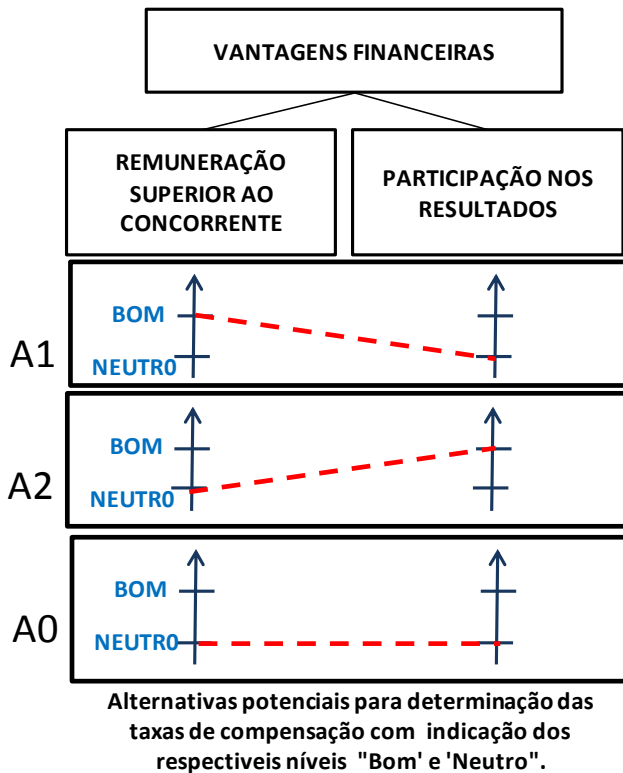 VANTAGENS FINANCEIRAS
REMUNERAÇÃO
SUPERIOR AO
CONCORRENTE
PARTICIPAÇÃO NOS
RESULTADOS
A1
BOM
NEUTR0
A2
BOM
NEUTR0
A0
BOM
NEUTR0
Alternativas potenciais para determinação das
taxas de compensação com indicação dos
respectiveis níveis "Bom' e 'Neutro".